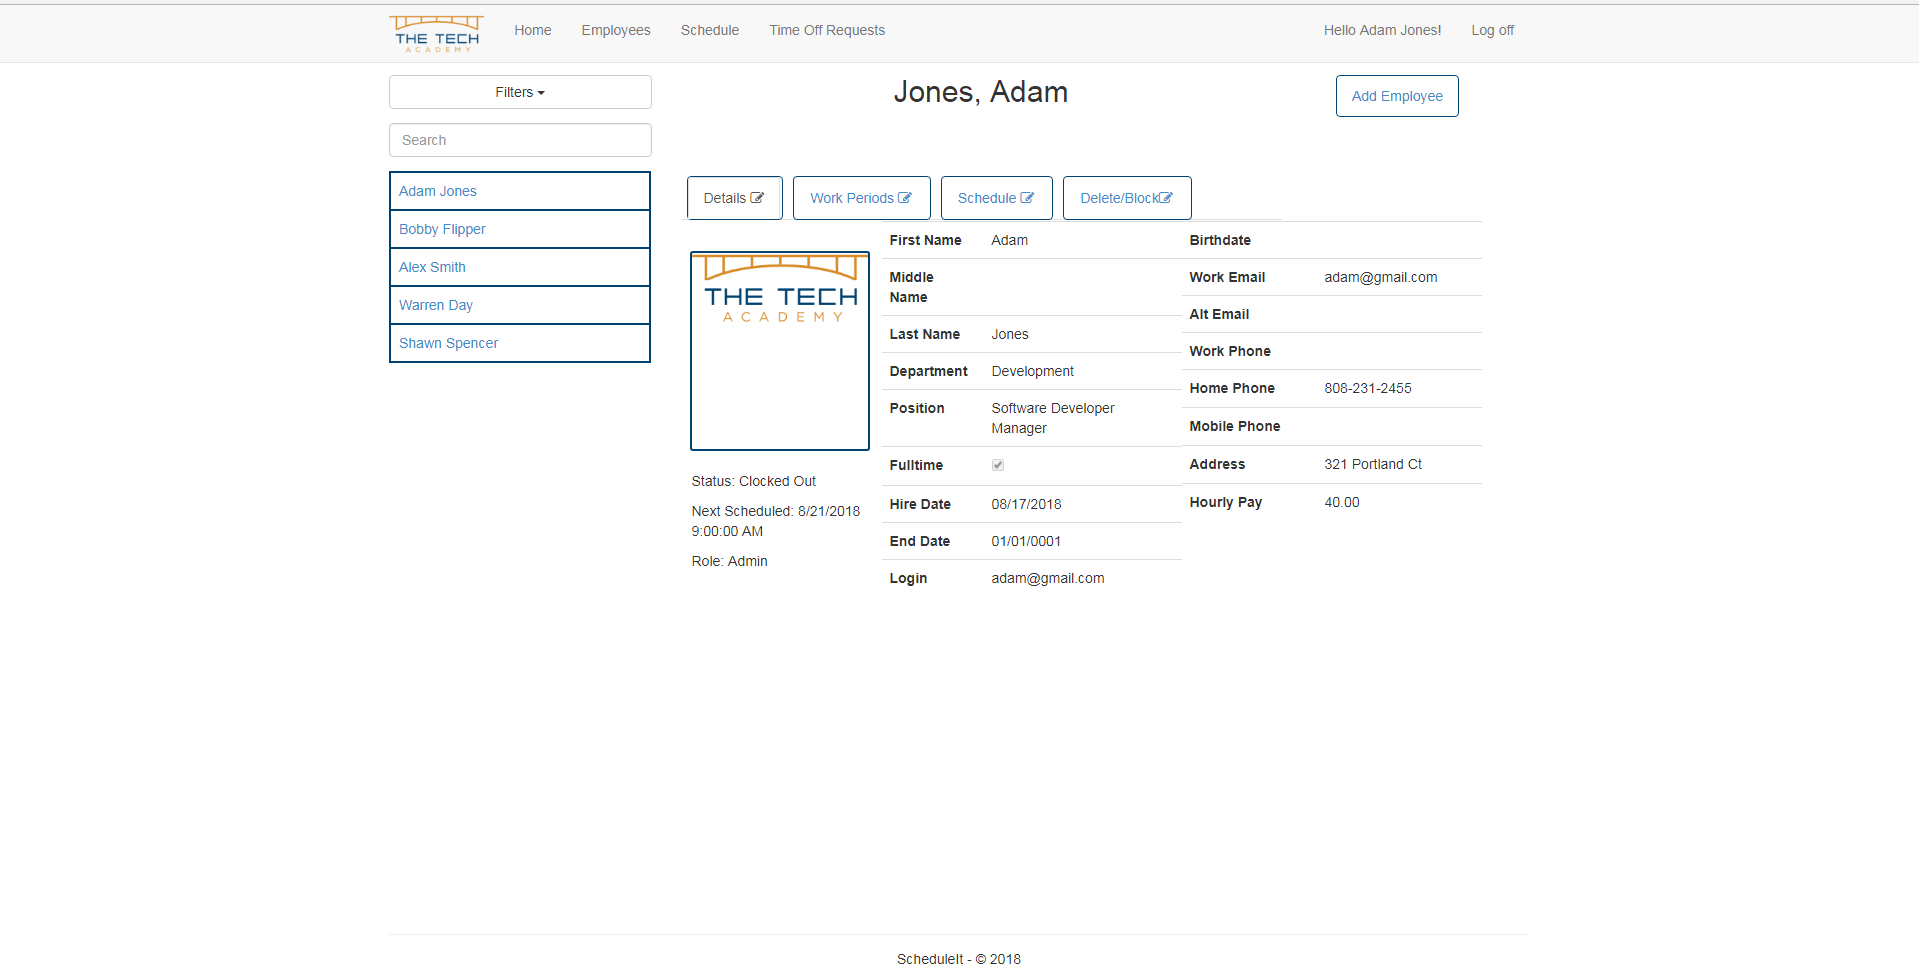 THE TECH
ACADEMY
Home Employees Schedule Time Off Requests Hello Adam Jones! Log off
Filters
Search
Adam Jones
Bobby Flipper
Alex Smith
Warren Day
Shawn Spencer
Jones, Adam
Add Employee
Details Work Periods Schedule Delete/Block
THE TECH
ACADEMY
Status: Clocked Out
Next Scheduled: 8/21/2018
9:00:00 AM
Role: Admin
First Name Adam
Middle
Name
Last Name Jones
Department Development
Position Software Developer
Manager
Fulltime
Hire Date 08/17/2018
End Date 01/01/0001
Login adam@gmail.com
Birthdate
Work Email adam@gmail.com
Alt Email
Work Phone
Home Phone 808-231-2455
Mobile Phone
Address 321 Portland Ct
Hourly Pay 40.00
ScheduleIt - © 2018